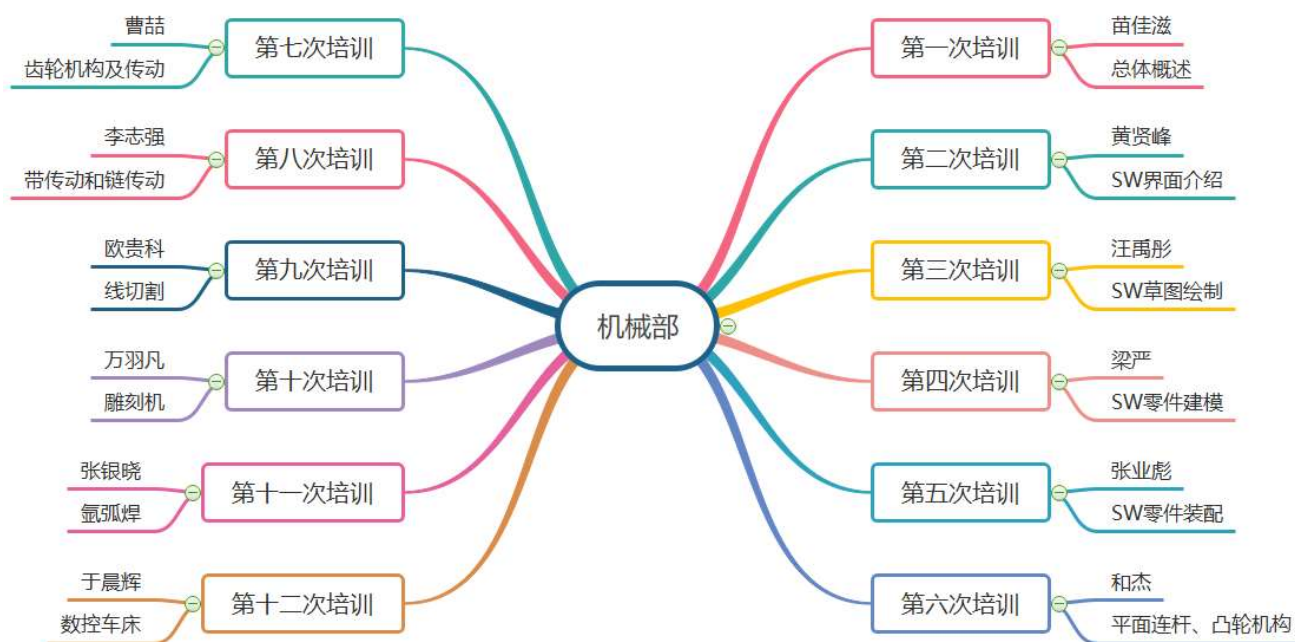 机械部
第一次培训
苗佳滋
总体概述
第二次培训
黄贤峰
SW界面介绍
第三次培训
汪禹彤
SW草图绘制
第四次培训
梁严
SW零件建模
第五次培训
张业彪
SW零件装配
第六次培训
和杰
平面连杆、凸轮机构
第七次培训
曹喆
齿轮机构及传动
第八次培训
李志强
带传动和链传动
第九次培训
欧贵科
线切割
第十次培训
万羽凡
雕刻机
第十一次培训
张银晓
氩弧焊
第十二次培训
于晨辉
数控车床